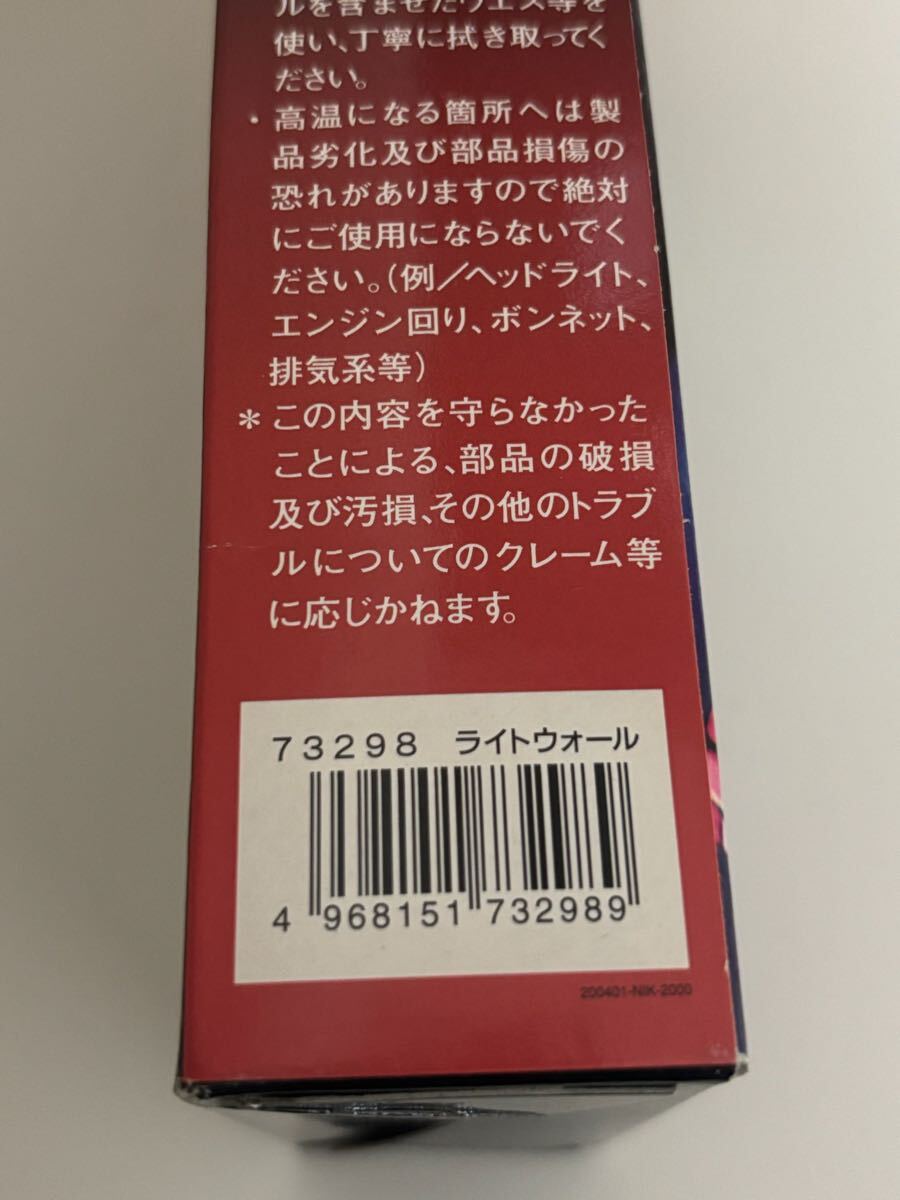 ルを含ませたウエス等を
使い、丁寧に拭き取ってく
ださい。
・高温になる箇所へは製
品劣化及び部品損傷の
恐れがありますので絶対
にご使用にならないでく
ださい。(例／ヘッドライト、
エンジン回り、ボンネット、
排気系等)
＊この内容を守らなかった
ことによる、部品の破損
及び汚損、その他のトラブ
ルについてのクレーム等
に応じかねます。
73298 ライトウォール
4 968151 732989
200401-NIK-2000